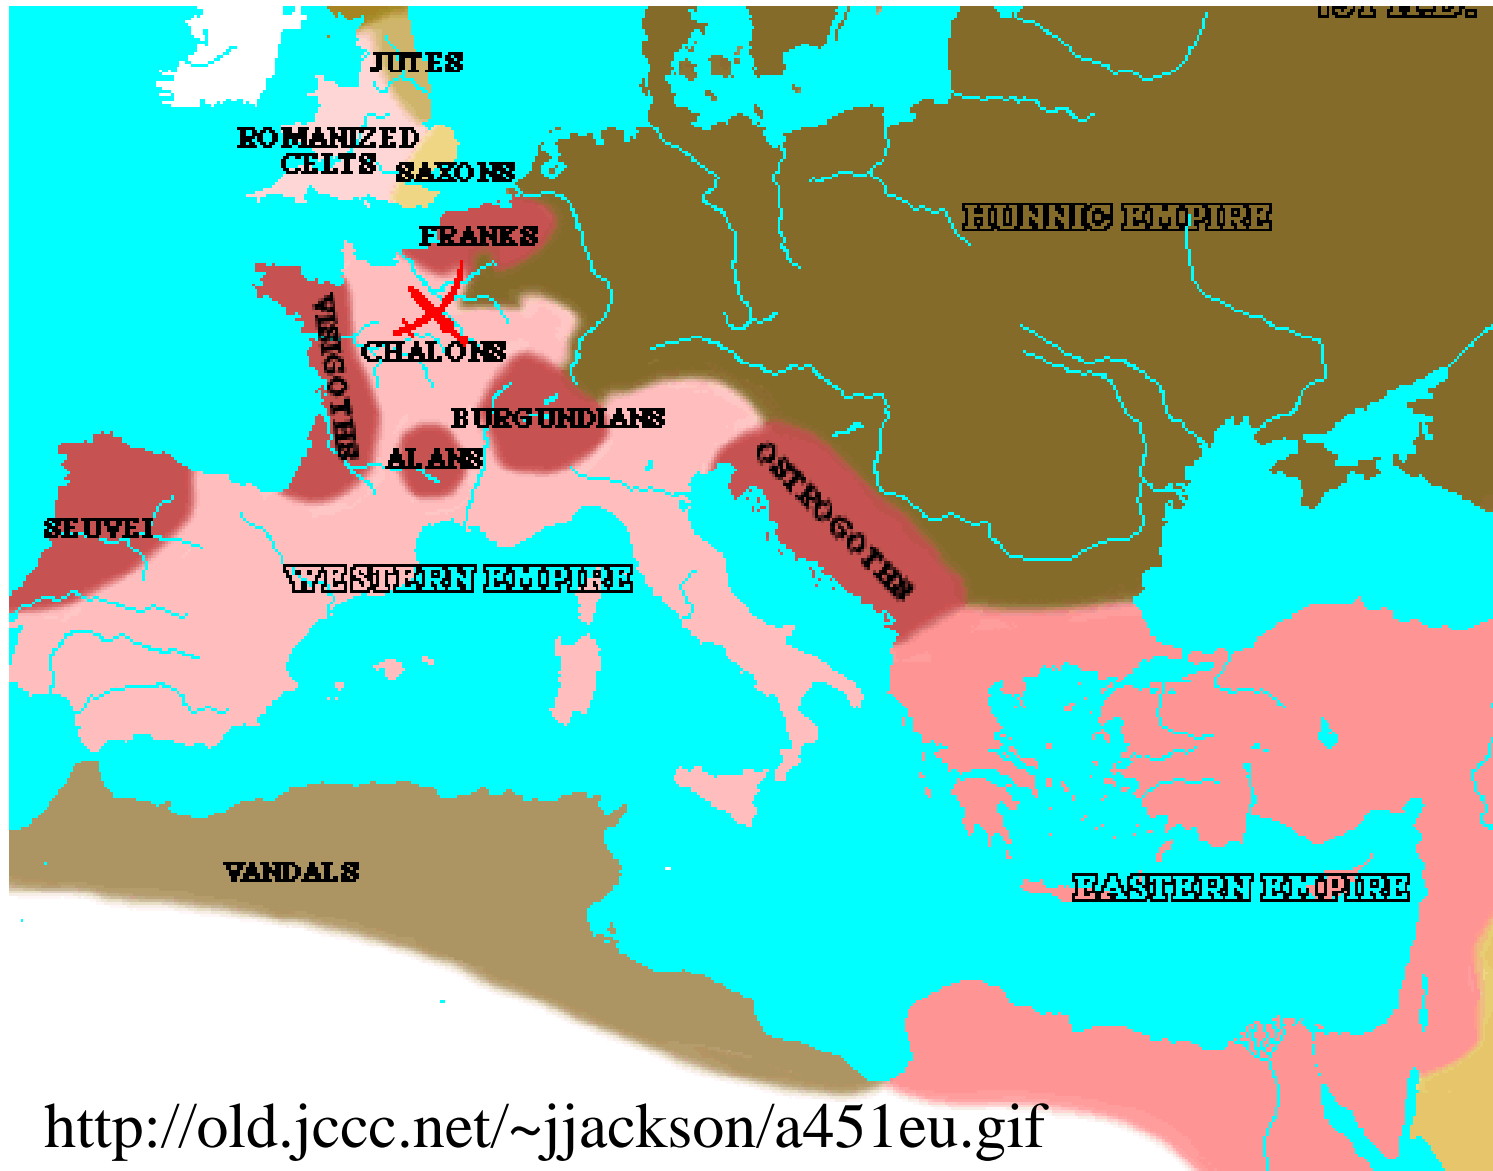 JUTES
ROMANIZED
CELTS
SAXONS
HUNNIC EMPIRE
FRANKS
VISIGOTHS
CHALONS
BURGUNDIANS
ALANS
OSTROGOTHS
SEUVEI
WESTERN EMPIRE
VANDALS
EASTERN EMPIRE
http://old.jccc.net/~jjackson/a451eu.gif